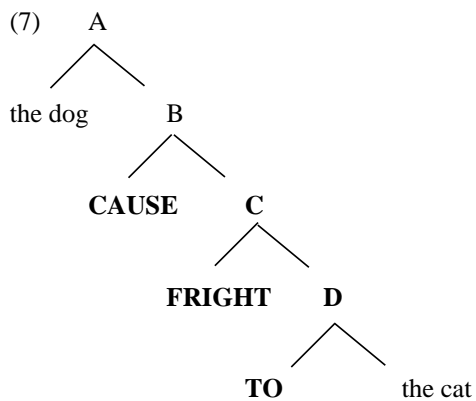 (7) A
the dog B
CAUSE C
FRIGHT D
TO the cat